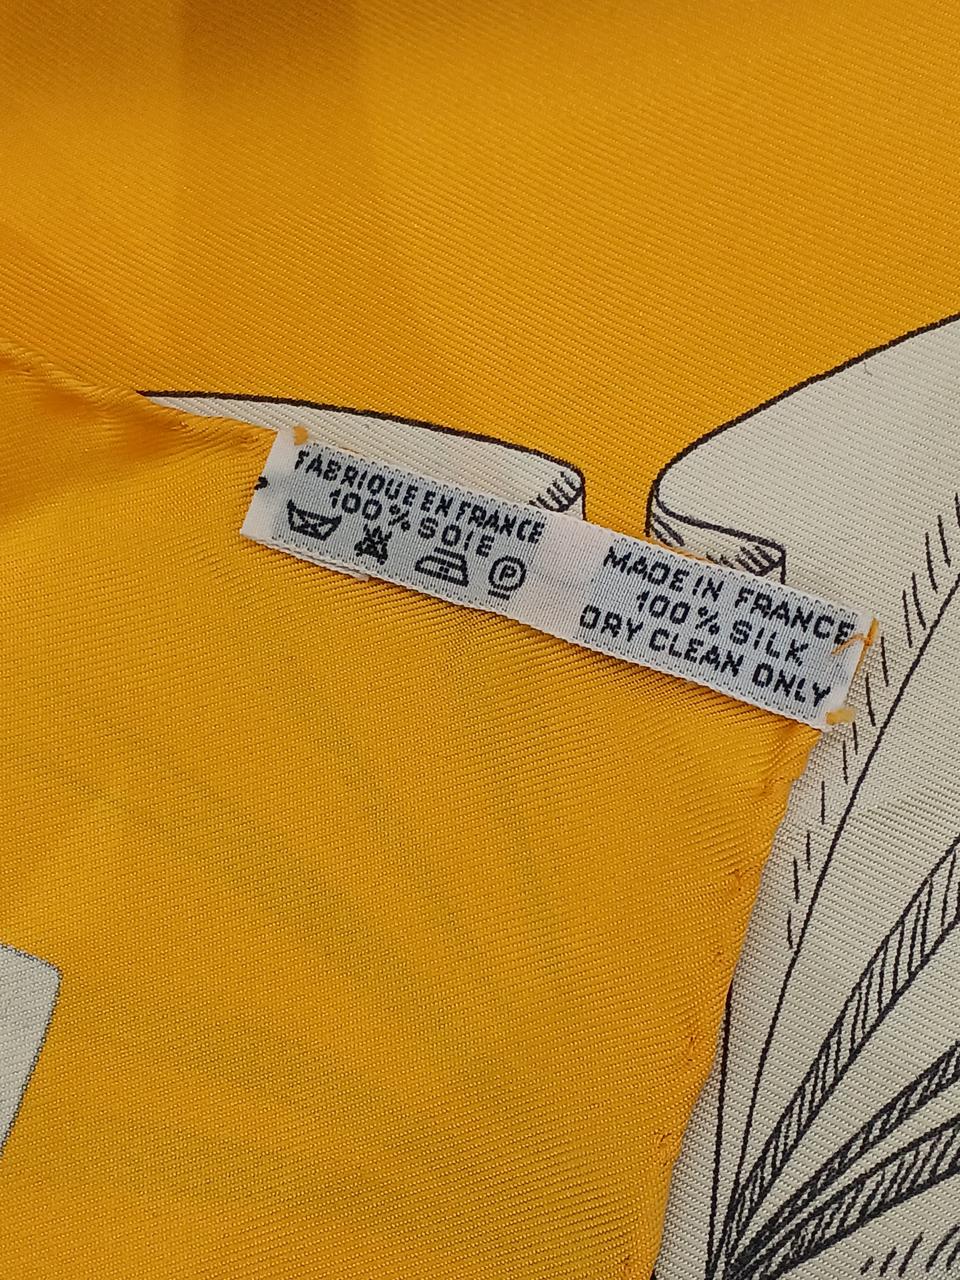 FABRIQUE EN FRANCE
100% SOIE
P
MADE IN FRANCE
100% SILK
DRY CLEAN ONLY